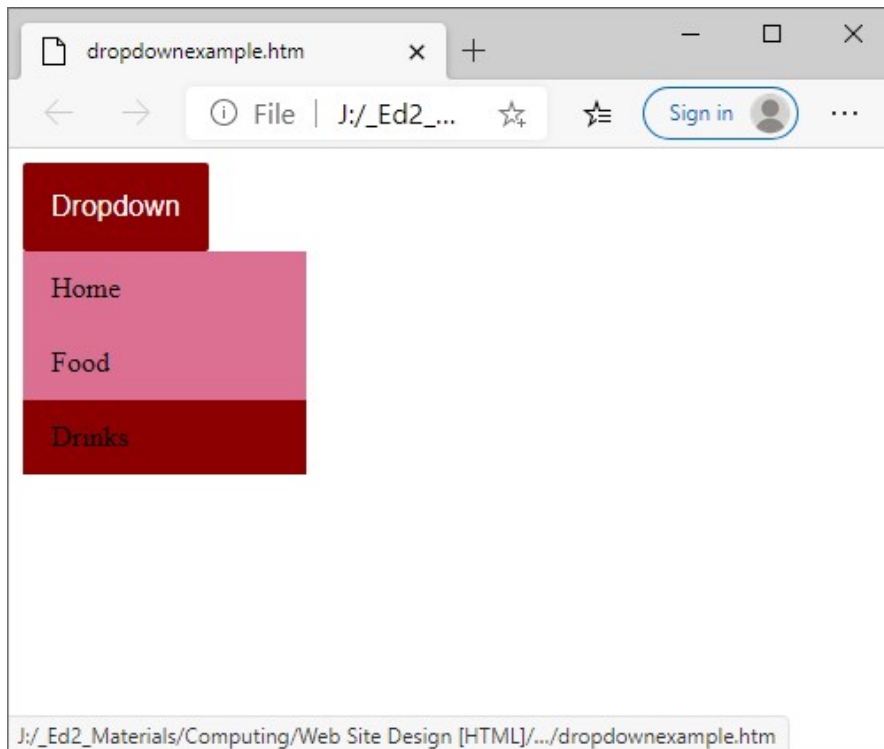 dropdownexample.htm
File | J:/_Ed2_... Sign in
Dropdown
Home
Food
Drinks
J:/_Ed2_Materials/Computing/Web Site Design [HTML]/.../dropdownexample.htm